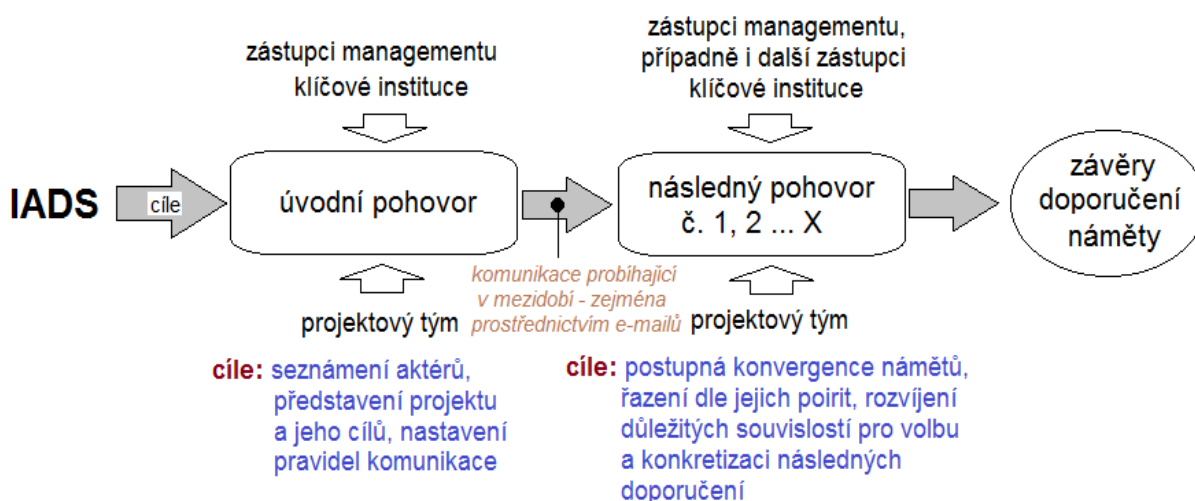 zástupci managementu
klíčové instituce
zástupci managementu,
případně i další zástupci
klíčové instituce
IADS
cíle
úvodní pohovor
následný pohovor
č. 1, 2 ... X
závěry
doporučení
náměty
komunikace probíhající
v mezidobí - zejména
prostřednictvím e-mailů
projektový tým
projektový tým
cíle: seznámení aktérů,
představení projektu
a jeho cílů, nastavení
pravidel komunikace
cíle: postupná konvergence námětů,
řazení dle jejich poirit, rozvíjení
důležitých souvislostí pro volbu
a konkretizaci následných
doporučení